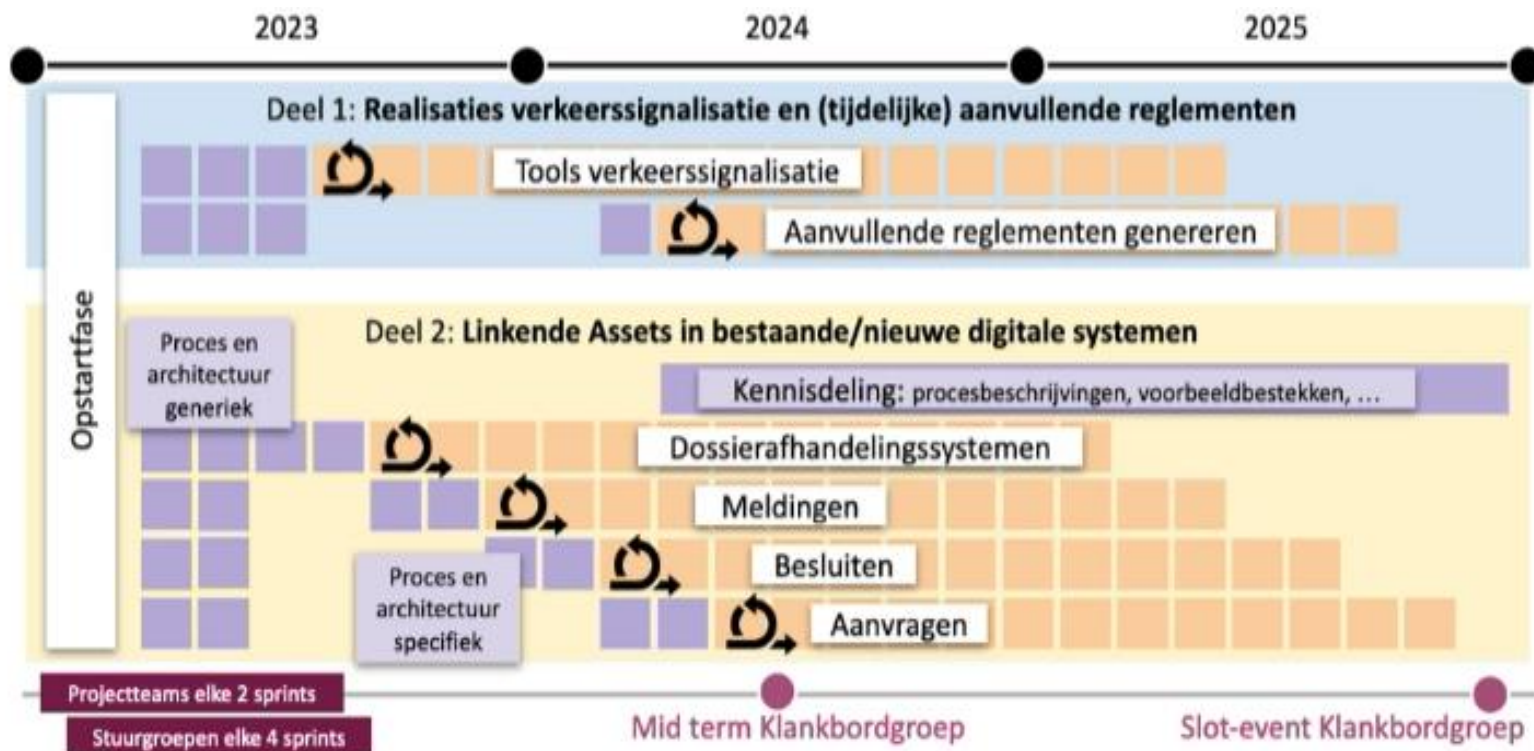 2023
2024
2025
Deel 1: Realisaties verkeerssignalisatie en (tijdelijke) aanvullende reglementen
Tools verkeerssignalisatie
Aanvullende reglementen genereren
Opstartfase
Deel 2: Linkende Assets in bestaande/nieuwe digitale systemen
Proces en
architectuur
generiek
Kennisdeling: procesbeschrijvingen, voorbeeldbestekken, ...
Dossierafhandelingssystemen
Meldingen
Besluiten
Proces en
architectuur
specifiek
Aanvragen
Projectteams elke 2 sprints
Stuurgroepen elke 4 sprints
Mid term Klankbordgroep
Slot-event Klankbordgroep